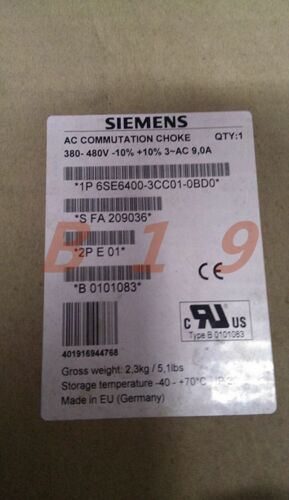 SIEMENS
AC COMMUTATION CHOKE QTY:1
380- 480V -10% +10% 3~AC 9,0A
*1P 6SE6400-3CC01-0BD0*
*S FA 209036*
*2P E 01*
B 19
*B 0101083*
CE
C RU US
Type B 0101083
401916944768
Gross weight: 2,3kg / 5,1lbs
Storage temperature -40 - +70°C
Made in EU (Germany)